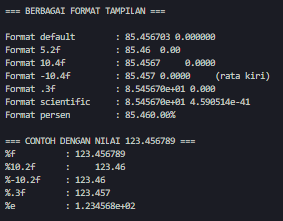 === BERBAGAI FORMAT TAMPILAN ===
Format default : 85.456703 0.000000
Format 5.2f : 85.46 0.00
Format 10.4f : 85.4567 0.0000
Format -10.4f : 85.457 0.0000 (rata kiri)
Format .3f : 8.545670e+01 0.000
Format scientific : 8.545670e+01 4.590514e-41
Format persen : 85.460.00%
=== CONTOH DENGAN NILAI 123.456789 ===
%f : 123.456789
%10.2f : 123.46
%-10.2f : 123.46
%.3f : 123.457
%e : 1.234568e+02